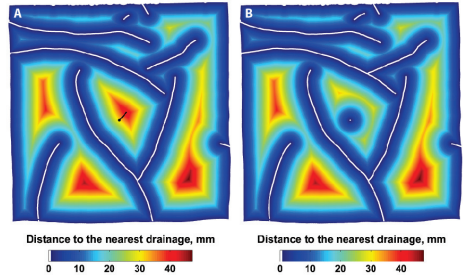 A
B
Distance to the nearest drainage, mm
0 10 20 30 40
Distance to the nearest drainage, mm
0 10 20 30 40